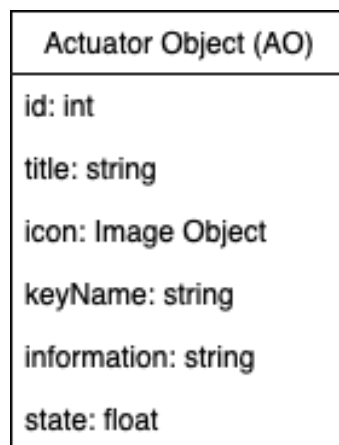 Actuator Object (AO)
id: int
title: string
icon: Image Object
keyName: string
information: string
state: float